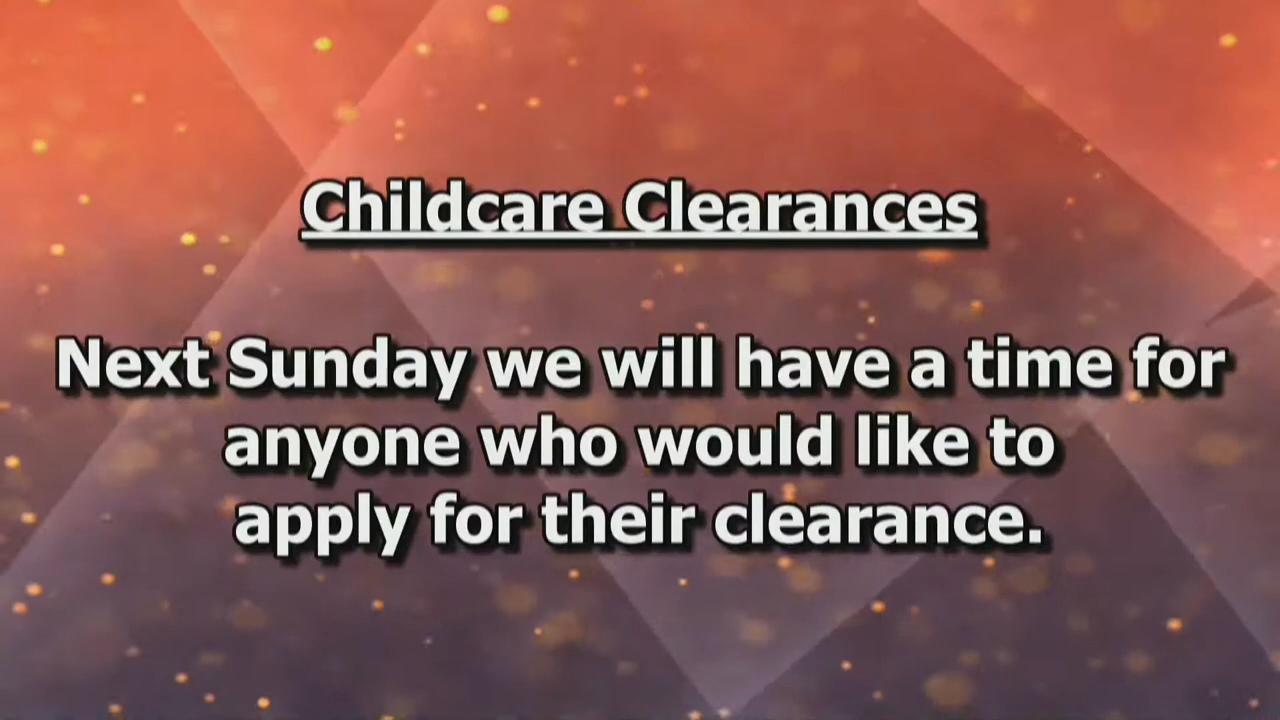 Childcare Clearances
Next Sunday we will have a time for
anyone who would like to
apply for their clearance.